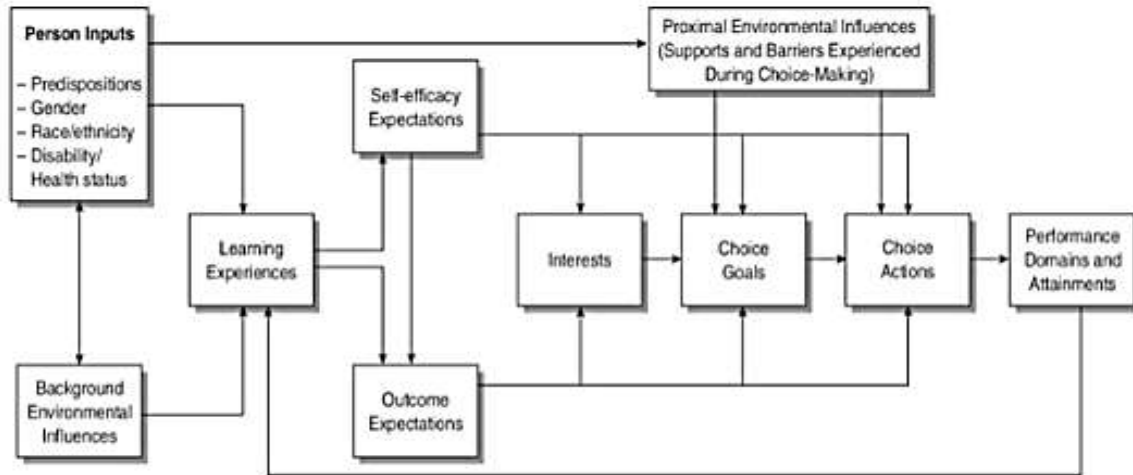 Person Inputs
– Predispositions
– Gender
– Race/ethnicity
– Disability/
Health status
Proximal Environmental Influences
(Supports and Barriers Experienced
During Choice-Making)
Self-efficacy
Expectations
Learning
Experiences
Interests
Choice
Goals
Choice
Actions
Performance
Domains and
Attainments
Background
Environmental
Influences
Outcome
Expectations